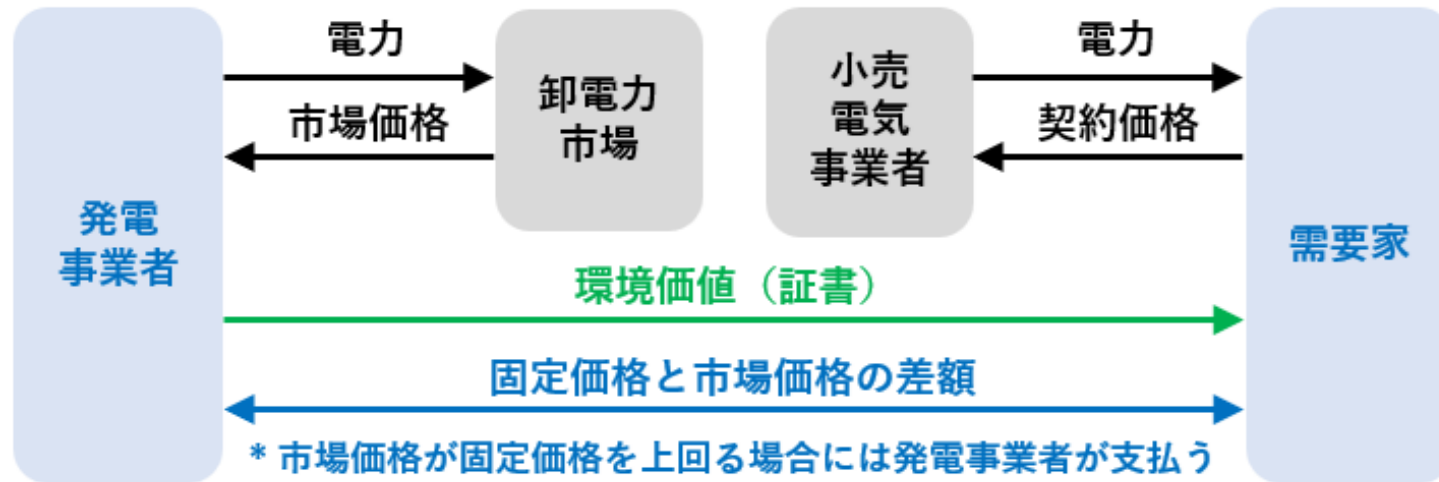 発電
事業者
電力
市場価格
卸電力
市場
小売
電気
事業者
電力
契約価格
需要家
環境価値（証書）
固定価格と市場価格の差額
* 市場価格が固定価格を上回る場合には発電事業者が支払う